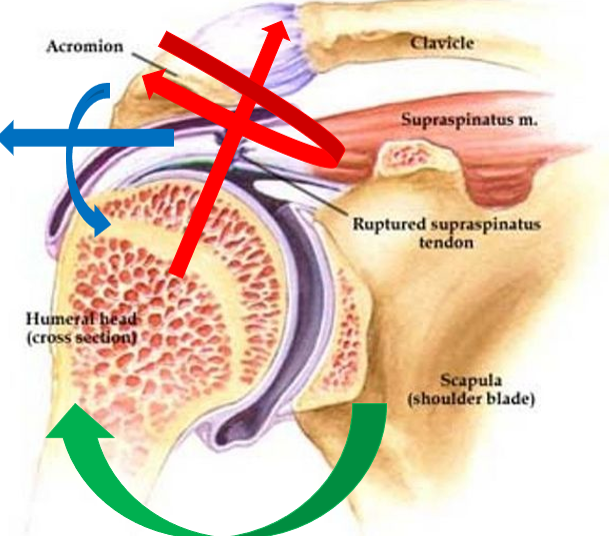 Acromion
Clavicle
Supraspinatus m.
Ruptured supraspinatus
tendon
Humeral head
(cross section)
Scapula
(shoulder blade)